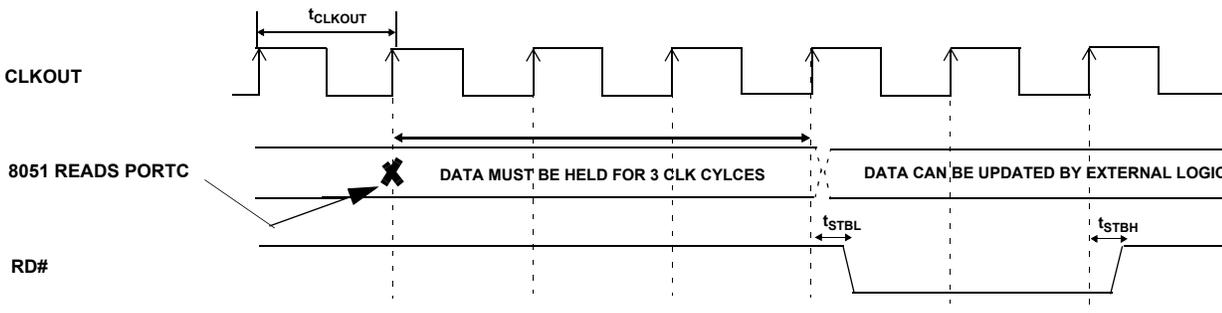 tCLKOUT
CLKOUT
8051 READS PORTC
DATA MUST BE HELD FOR 3 CLK CYLCES
DATA CAN BE UPDATED BY EXTERNAL LOGIC
tSTBL
tSTBH
RD#